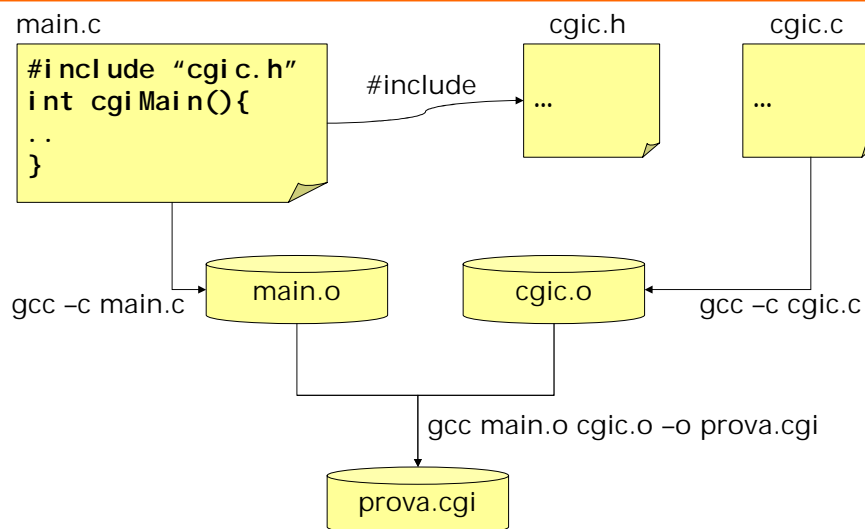 main.c
cgic.h
cgic.c
#include “cgic.h”
int cgiMain(){
..
}
#include
...
...
main.o
cgic.o
gcc –c main.c
gcc –c cgic.c
gcc main.o cgic.o –o prova.cgi
prova.cgi